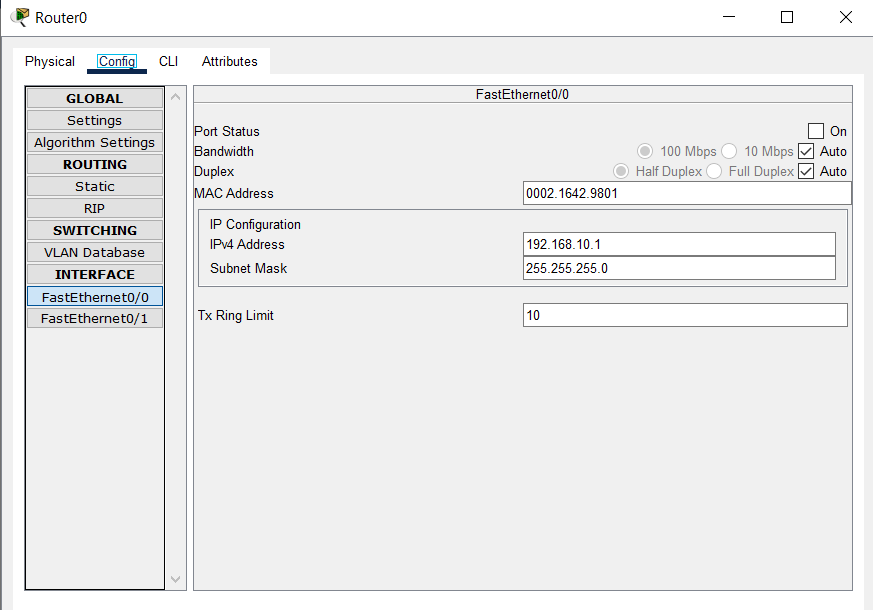 Router0
Physical Config CLI Attributes
GLOBAL
Settings
Algorithm Settings
ROUTING
Static
RIP
SWITCHING
VLAN Database
INTERFACE
FastEthernet0/0
FastEthernet0/1
FastEthernet0/0
Port Status On
Bandwidth 100 Mbps 10 Mbps Auto
Duplex Half Duplex Full Duplex Auto
MAC Address 0002.1642.9801
IP Configuration
IPv4 Address 192.168.10.1
Subnet Mask 255.255.255.0
Tx Ring Limit 10